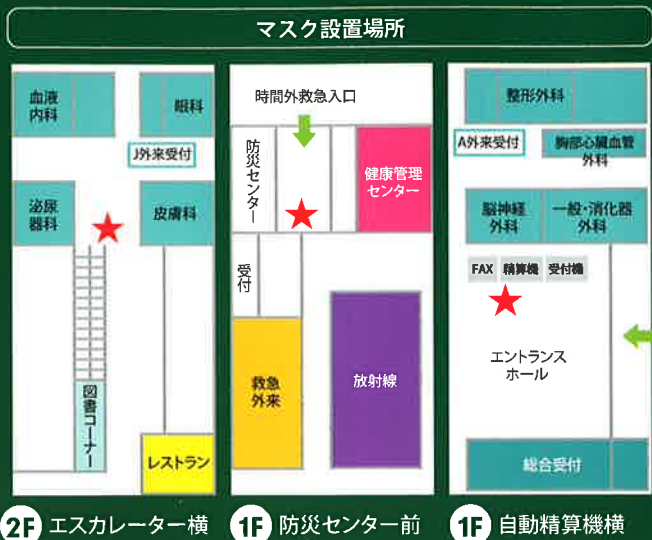 マスク設置場所
血液
内科
眼科
J外来受付
泌尿
器科
皮膚科
図書コーナー
レストラン
2F エスカレーター横
時間外救急入口
防災センター
健康管理
センター
受付
救急
外来
放射線
1F 防災センター前
整形外科
A外来受付
胸部心臓血管
外科
脳神経
外科
一般・消化器
外科
FAX 精算機 受付機
エントランス
ホール
総合受付
1F 自動精算機横